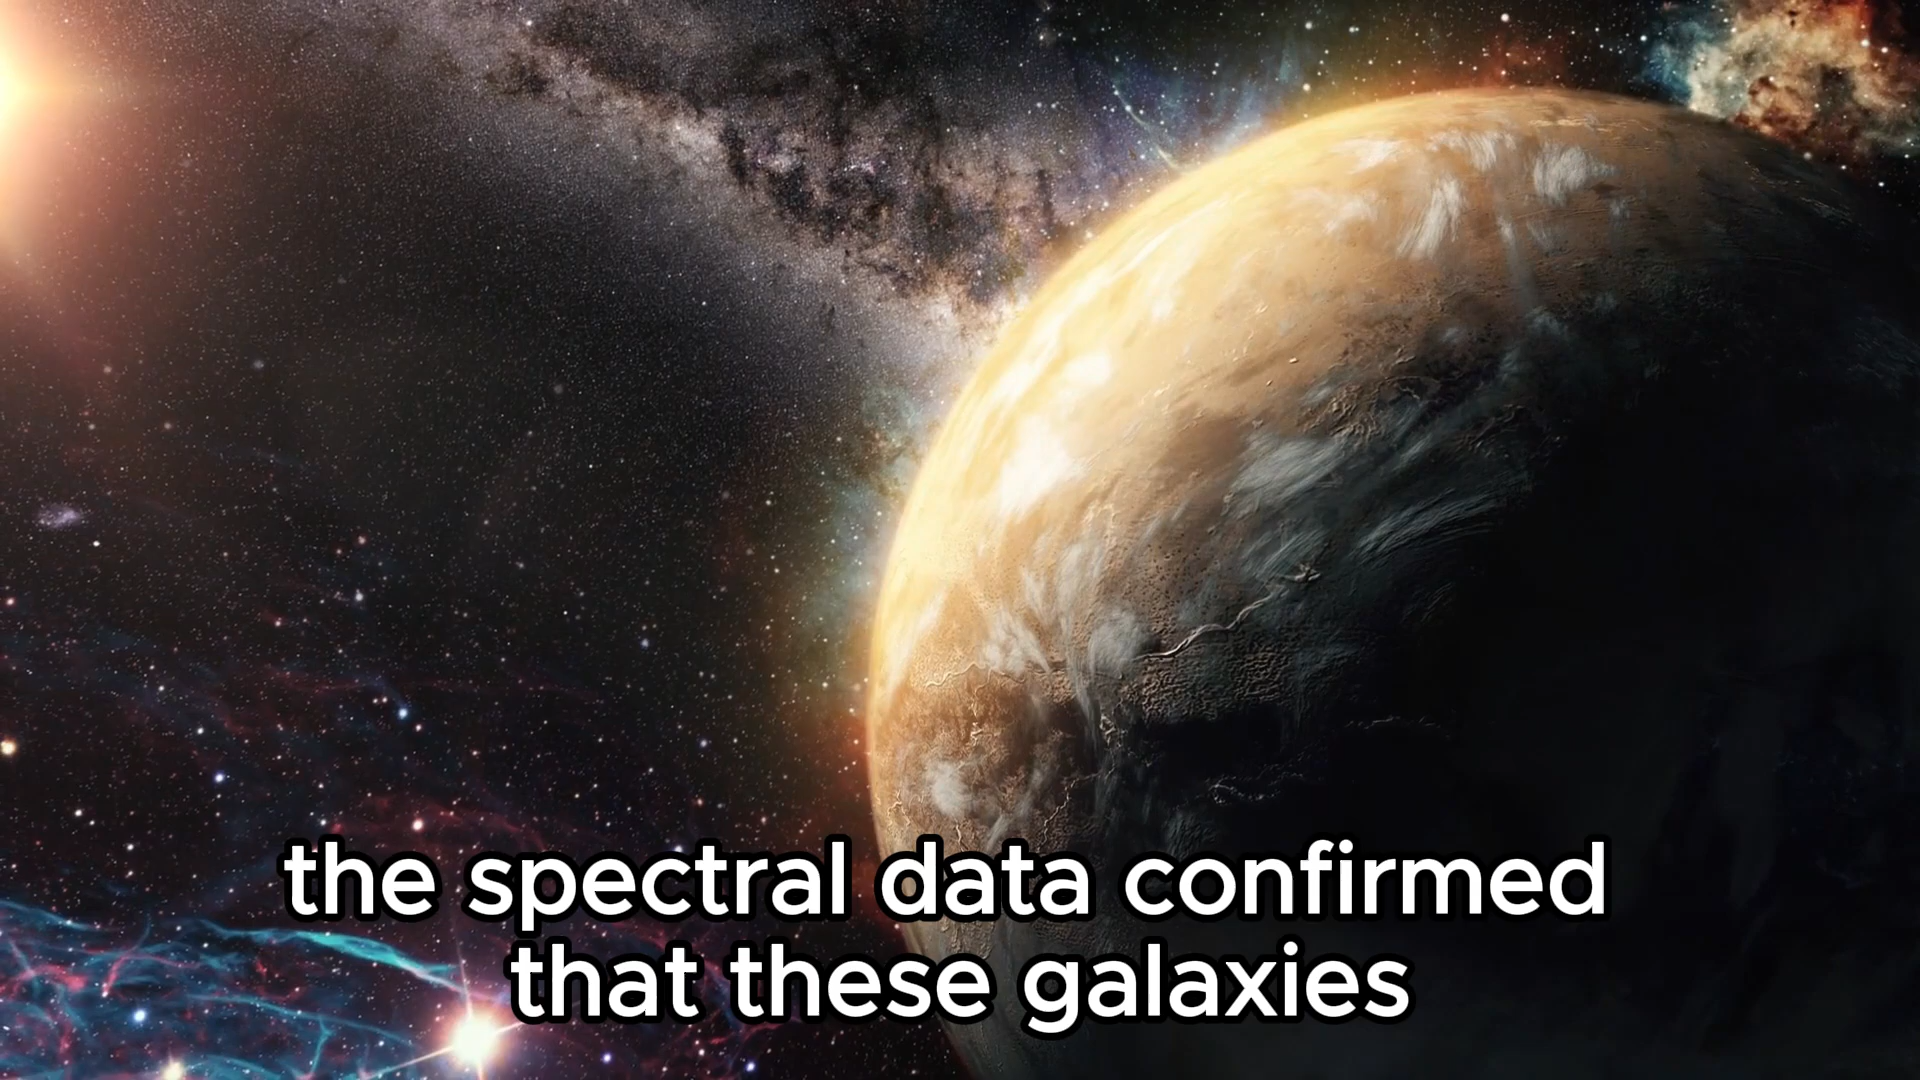 the spectral data confirmed
that these galaxies